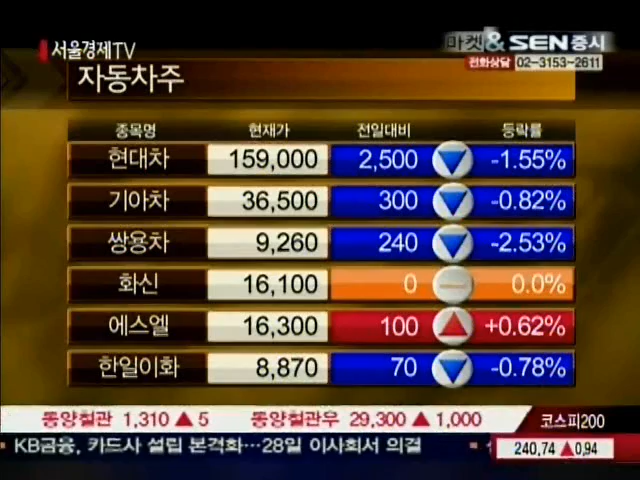 서울경제TV
마켓&SEN증시
전화상담 02-3153-2611
자동차주
종목명 현재가 전일대비 등락률
현대차 159,000 2,500 ▼ -1.55%
기아차 36,500 300 ▼ -0.82%
쌍용차 9,260 240 ▼ -2.53%
화신 16,100 0 0.0%
에스엘 16,300 100 ▲ +0.62%
한일이화 8,870 70 ▼ -0.78%
동양철관 1,310 ▲ 5 동양철관우 29,300 ▲ 1,000 코스피200
KB금융, 카드사 설립 본격화…28일 이사회서 의결
240,74 ▲0,94